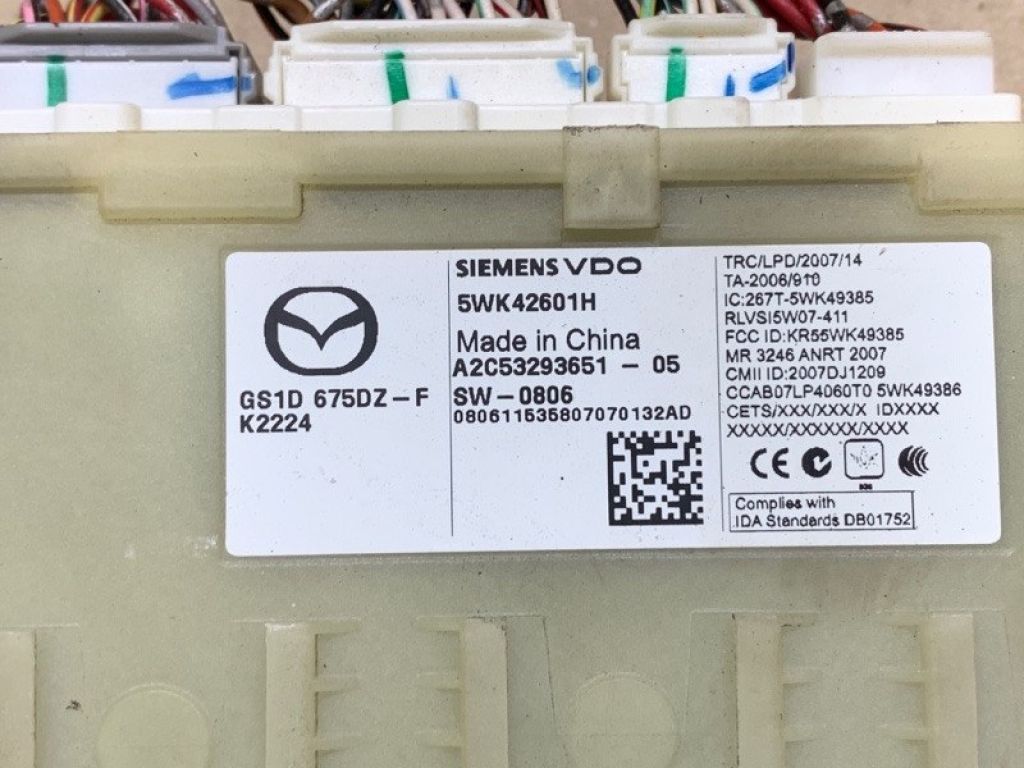 GS1D 675DZ-F
K2224
SIEMENS VDO
5WK42601H
Made in China
A2C53293651 - 05
SW-0806
080611535807070132AD
TRC/LPD/2007/14
TA-2006/910
IC:267T-5WK49385
RLVSI5W07-411
FCC ID:KR55WK49385
MR 3246 ANRT 2007
CMII ID:2007DJ1209
CCAB07LP4060T0 5WK49386
CETS/XXX/XXX/X IDXXXX
XXXXX/XXXXXX/XXXX
CE
Complies with
IDA Standards DB01752